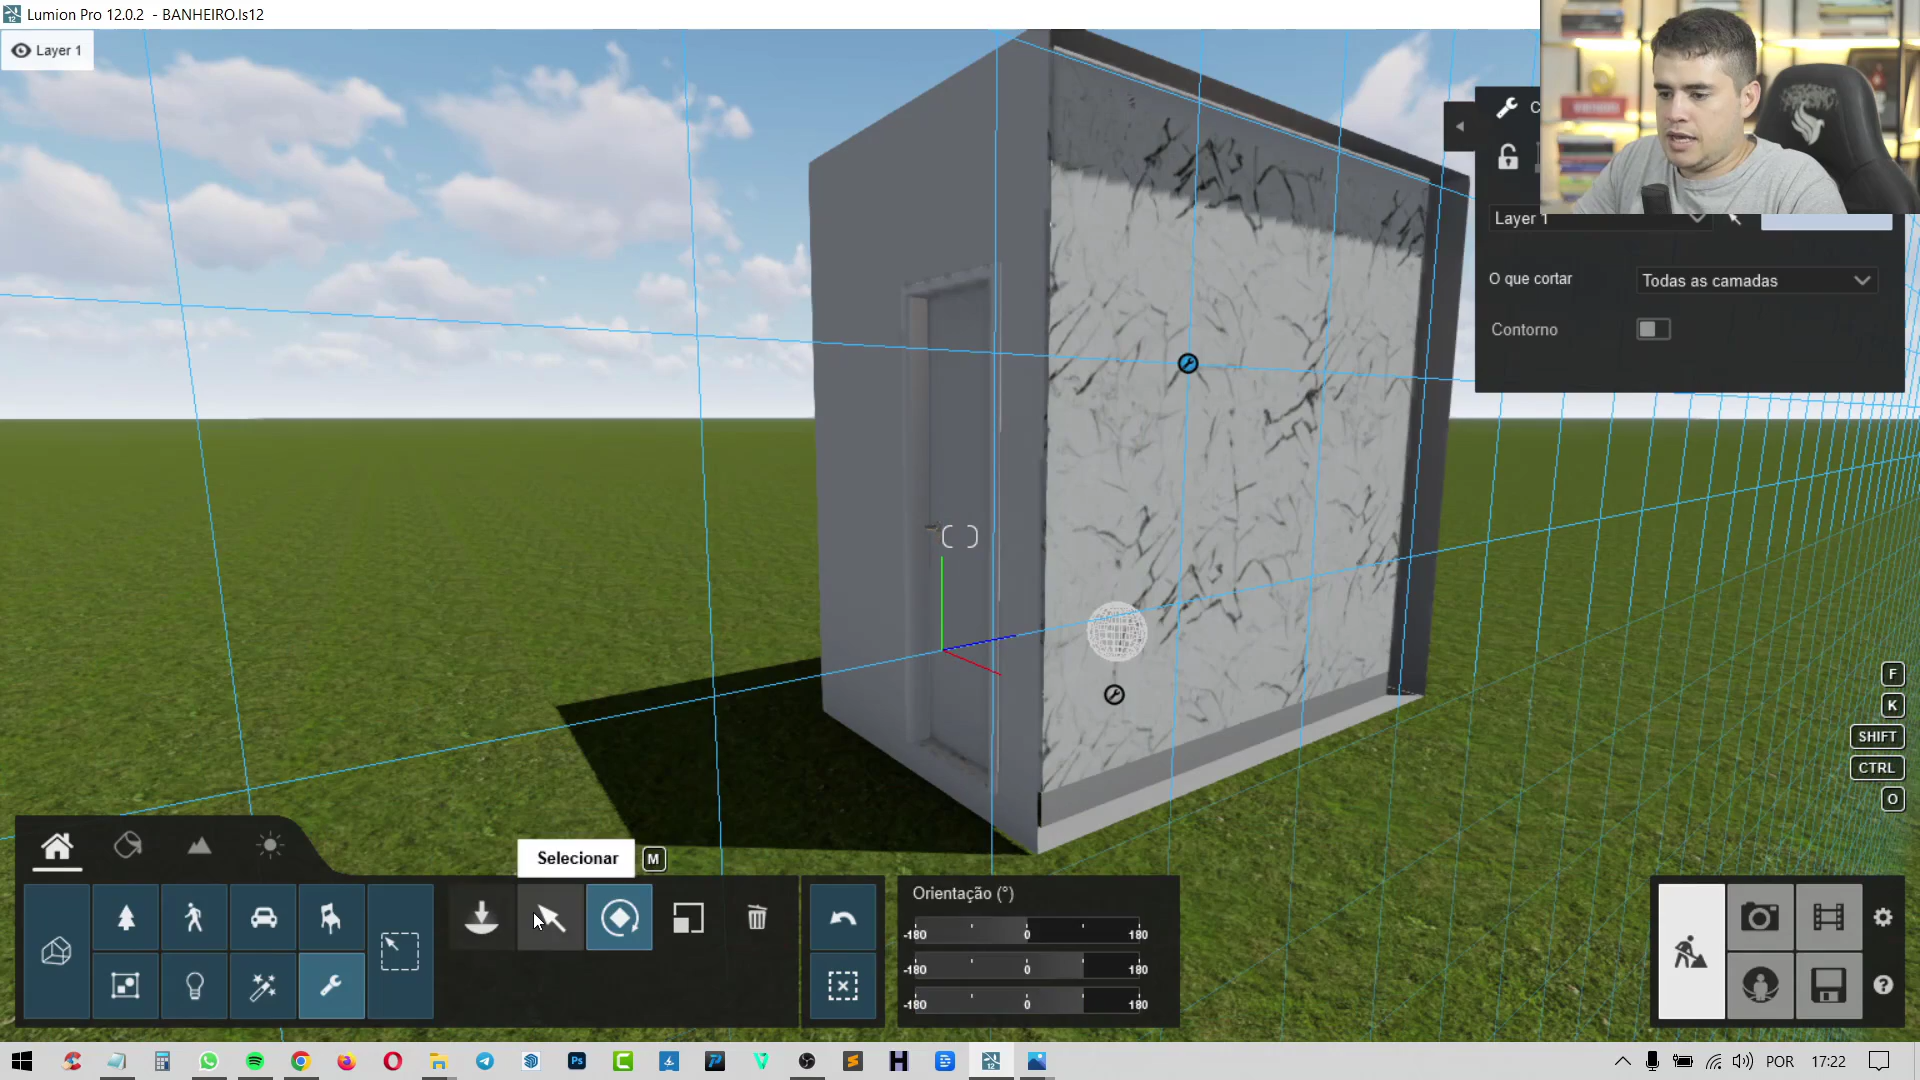 Lumion Pro 12.0.2 - BANHEIRO.ls12
Layer 1
C
Layer 1
O que cortar
Todas as camadas
Contorno
F
K
SHIFT
CTRL
O
Selecionar
M
Orientação (°)
-180 0 180
-180 0 180
-180 0 180
POR
17:22